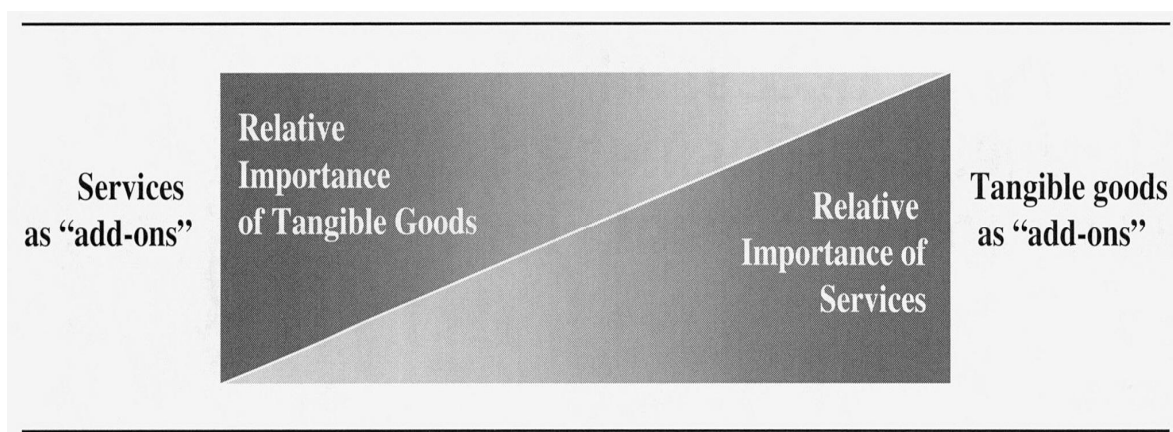 Services
as “add-ons”
Relative
Importance
of Tangible Goods
Relative
Importance of
Services
Tangible goods
as “add-ons”